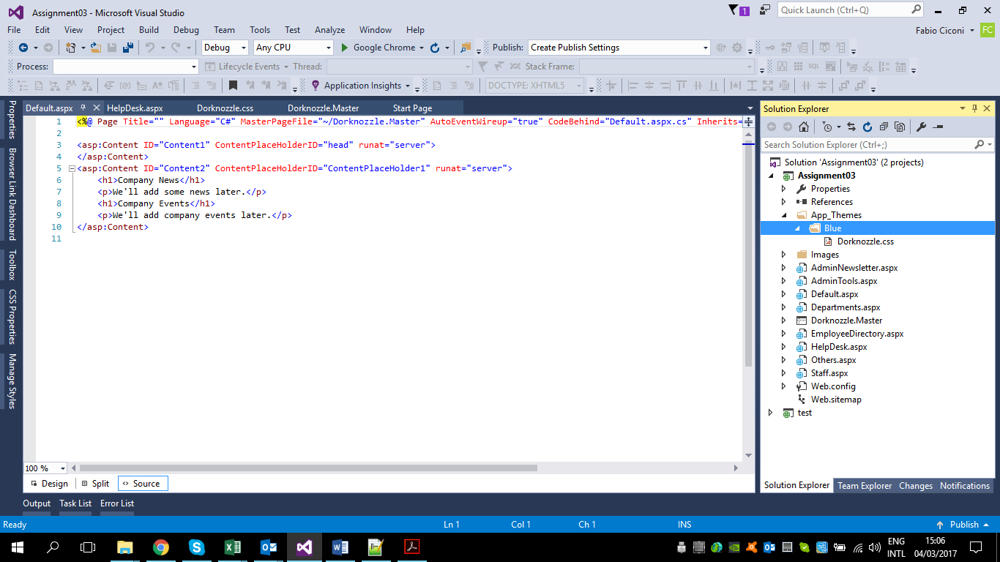 Assignment03 - Microsoft Visual Studio
1
Quick Launch (Ctrl+Q)
File Edit View Project Build Debug Team Tools Test Analyze Window Help
Fabio Ciconi
FC
Debug Any CPU Google Chrome Publish: Create Publish Settings
Process: Lifecycle Events Thread: Stack Frame:
Application Insights DOCTYPE: XHTML5
Default.aspx HelpDesk.aspx Dorknozzle.css Dorknozzle.Master Start Page
Properties
Browser Link Dashboard
Toolbox
CSS Properties
Manage Styles
1 <%@ Page Title="" Language="C#" MasterPageFile="~/Dorknozzle.Master" AutoEventWireup="true" CodeBehind="Default.aspx.cs" Inherits=
2
3 <asp:Content ID="Content1" ContentPlaceHolderID="head" runat="server">
4 </asp:Content>
5 <asp:Content ID="Content2" ContentPlaceHolderID="ContentPlaceHolder1" runat="server">
6 <h1>Company News</h1>
7 <p>We'll add some news later.</p>
8 <h1>Company Events</h1>
9 <p>We'll add company events later.</p>
10 </asp:Content>
11
100 %
Design Split Source
Solution Explorer
Search Solution Explorer (Ctrl+;)
Solution 'Assignment03' (2 projects)
Assignment03
Properties
References
App_Themes
Blue
Dorknozzle.css
Images
AdminNewsletter.aspx
AdminTools.aspx
Default.aspx
Departments.aspx
Dorknozzle.Master
EmployeeDirectory.aspx
HelpDesk.aspx
Others.aspx
Staff.aspx
Web.config
Web.sitemap
test
Solution Explorer Team Explorer Changes Notifications
Output Task List Error List
Ready Ln 1 Col 1 Ch 1 INS Publish
ENG
INTL
15:06
04/03/2017